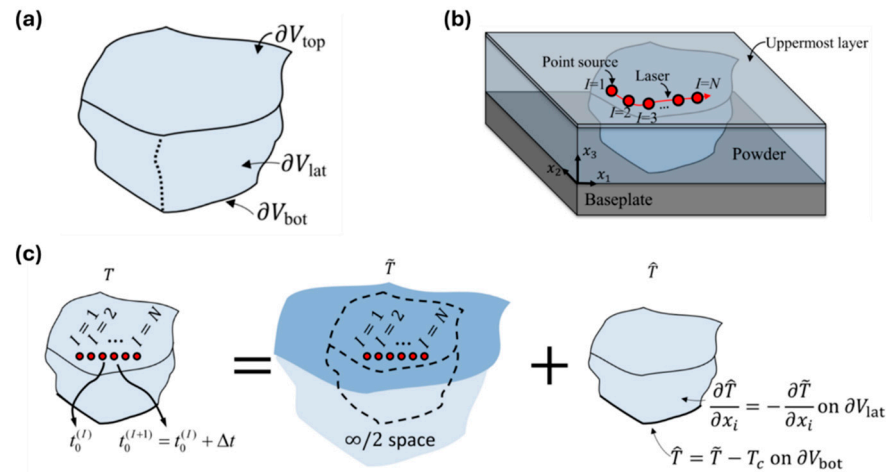 (a)
∂V_top
∂V_lat
∂V_bot
(b)
Uppermost layer
Point source
Laser
I=1
I=2
I=3
...
I=N
Powder
x_3
x_2
x_1
Baseplate
(c)
T
I = 1
I = 2
...
I = N
t_0^(I)
t_0^(I+1) = t_0^(I) + Δt
=
T̃
I = 1
I = 2
...
I = N
∞/2 space
+
T̂
∂T̂/∂x_i = −∂T̃/∂x_i on ∂V_lat
T̂ = T̃ − T_c on ∂V_bot